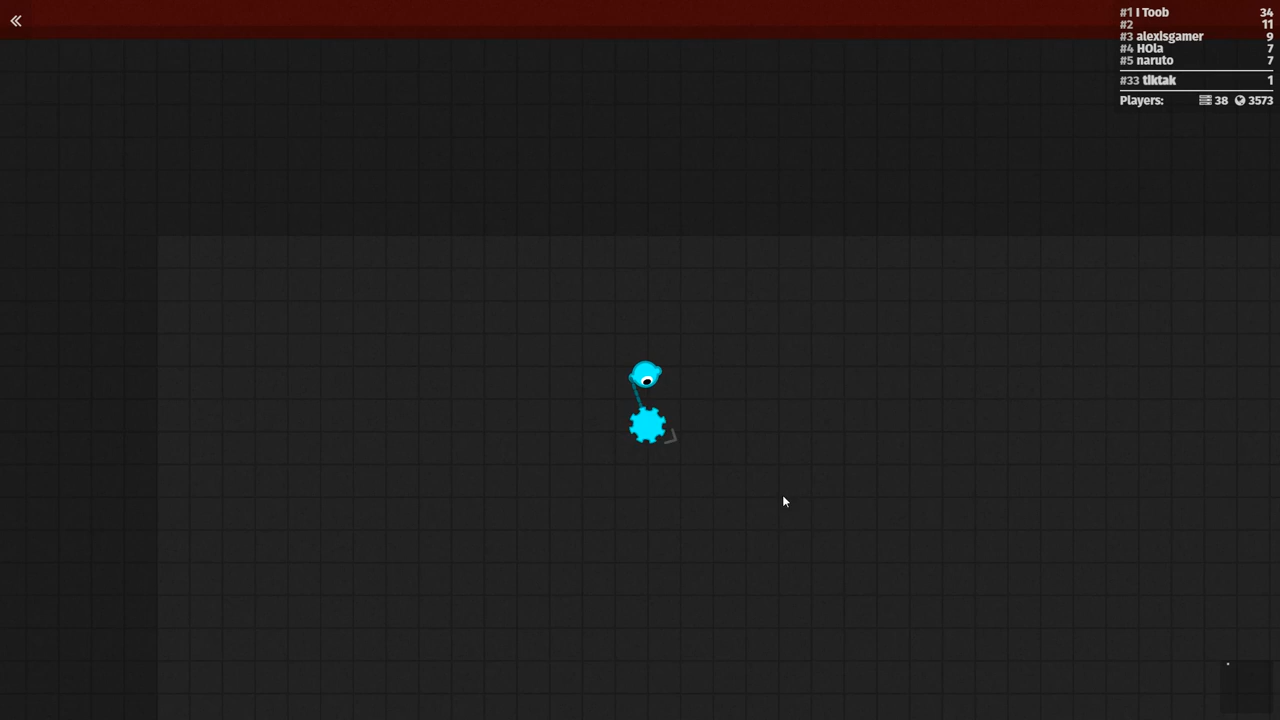 #1 I Toob 34
#2 11
#3 alexisgamer 9
#4 HOla 7
#5 naruto 7
#33 tiktak 1
Players: 38 3573